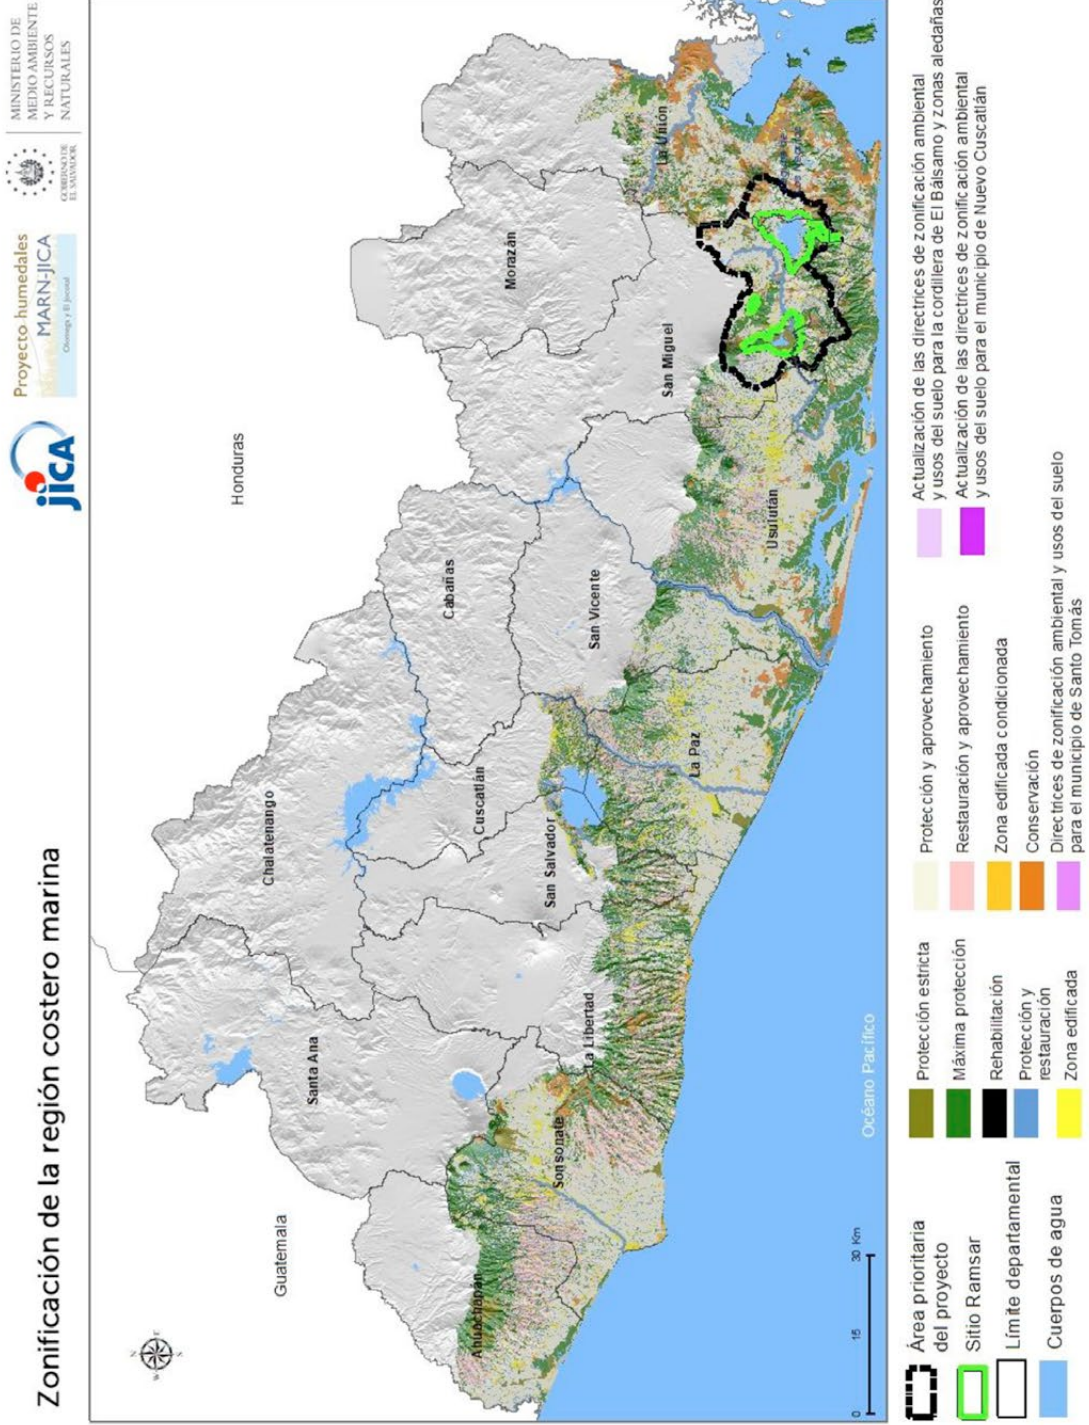 Zonificación de la región costero marina
jica
Proyecto humedales
MARN-JICA
Olomega y El Jocotal
GOBIERNO DE
EL SALVADOR
MINISTERIO DE
MEDIO AMBIENTE
Y RECURSOS
NATURALES
Guatemala
Honduras
Santa Ana
Chalatenango
Cabañas
Morazán
Cuscatlán
San Salvador
San Vicente
San Miguel
La Unión
Ahuachapán
Sonsonate
La Libertad
La Paz
Usulután
Océano Pacífico
N
W
E
S
0 15 30 Km
Área prioritaria
del proyecto
Sitio Ramsar
Límite departamental
Cuerpos de agua
Protección estricta
Máxima protección
Rehabilitación
Protección y
restauración
Zona edificada
Protección y aprovechamiento
Restauración y aprovechamiento
Zona edificada condicionada
Conservación
Directrices de zonificación ambiental y usos del suelo
para el municipio de Santo Tomás
Actualización de las directrices de zonificación ambiental
y usos del suelo para la cordillera de El Bálsamo y zonas aledañas
Actualización de las directrices de zonificación ambiental
y usos del suelo para el municipio de Nuevo Cuscatlán